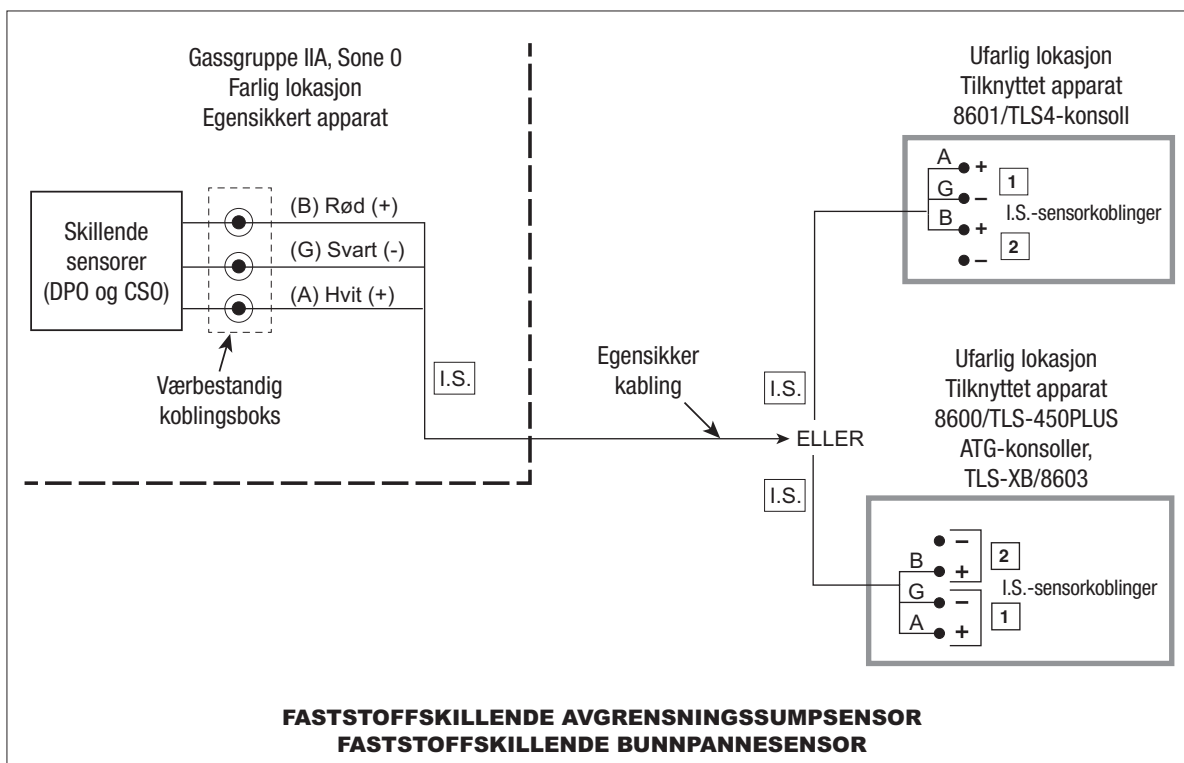 Gassgruppe IIA, Sone 0
Farlig lokasjon
Egensikkert apparat
Skillende
sensorer
(DPO og CSO)
(B) Rød (+)
(G) Svart (-)
(A) Hvit (+)
Værbestandig
koblingsboks
I.S.
Egensikker
kabling
ELLER
I.S.
I.S.
Ufarlig lokasjon
Tilknyttet apparat
8601/TLS4-konsoll
A +
G −
B +
−
1
I.S.-sensorkoblinger
2
Ufarlig lokasjon
Tilknyttet apparat
8600/TLS-450PLUS
ATG-konsoller,
TLS-XB/8603
−
B +
G −
A +
2
I.S.-sensorkoblinger
1
FASTSTOFFSKILLENDE AVGRENSNINGSSUMPSENSOR
FASTSTOFFSKILLENDE BUNNPANNESENSOR